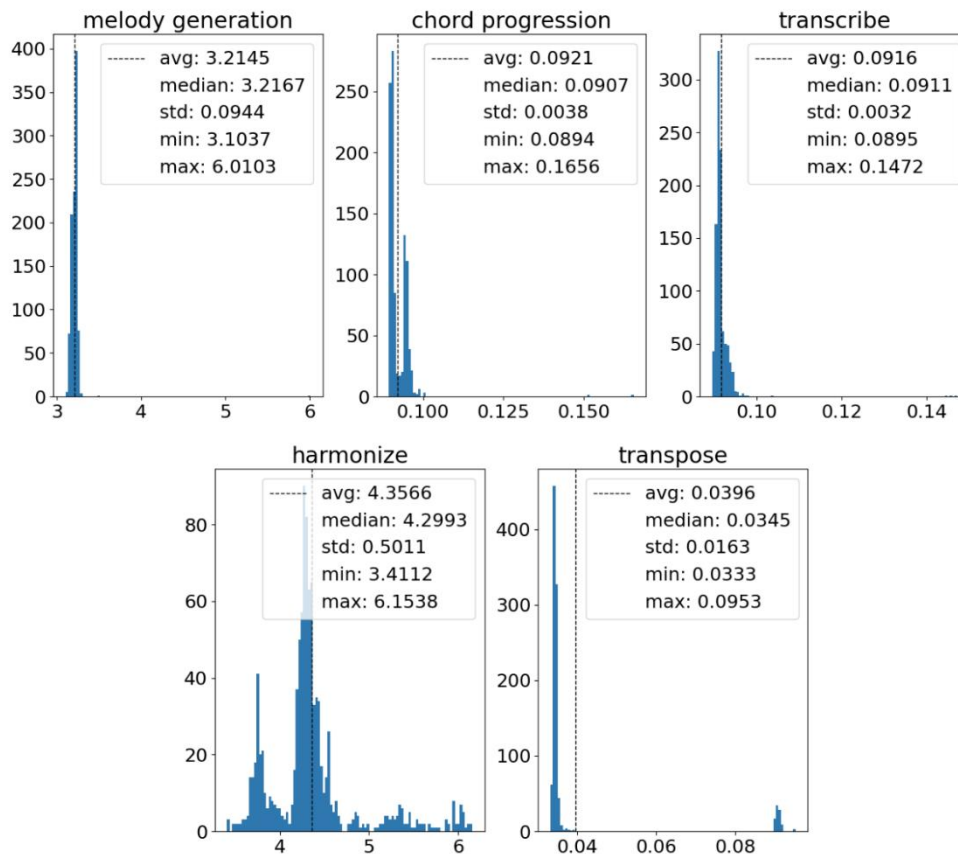 melody generation
400
350
300
250
200
150
100
50
0
3
4
5
6
avg: 3.2145
median: 3.2167
std: 0.0944
min: 3.1037
max: 6.0103
chord progression
250
200
150
100
50
0
0.100
0.125
0.150
avg: 0.0921
median: 0.0907
std: 0.0038
min: 0.0894
max: 0.1656
transcribe
300
250
200
150
100
50
0
0.10
0.12
0.14
avg: 0.0916
median: 0.0911
std: 0.0032
min: 0.0895
max: 0.1472
harmonize
80
60
40
20
0
4
5
6
avg: 4.3566
median: 4.2993
std: 0.5011
min: 3.4112
max: 6.1538
transpose
400
300
200
100
0
0.04
0.06
0.08
avg: 0.0396
median: 0.0345
std: 0.0163
min: 0.0333
max: 0.0953